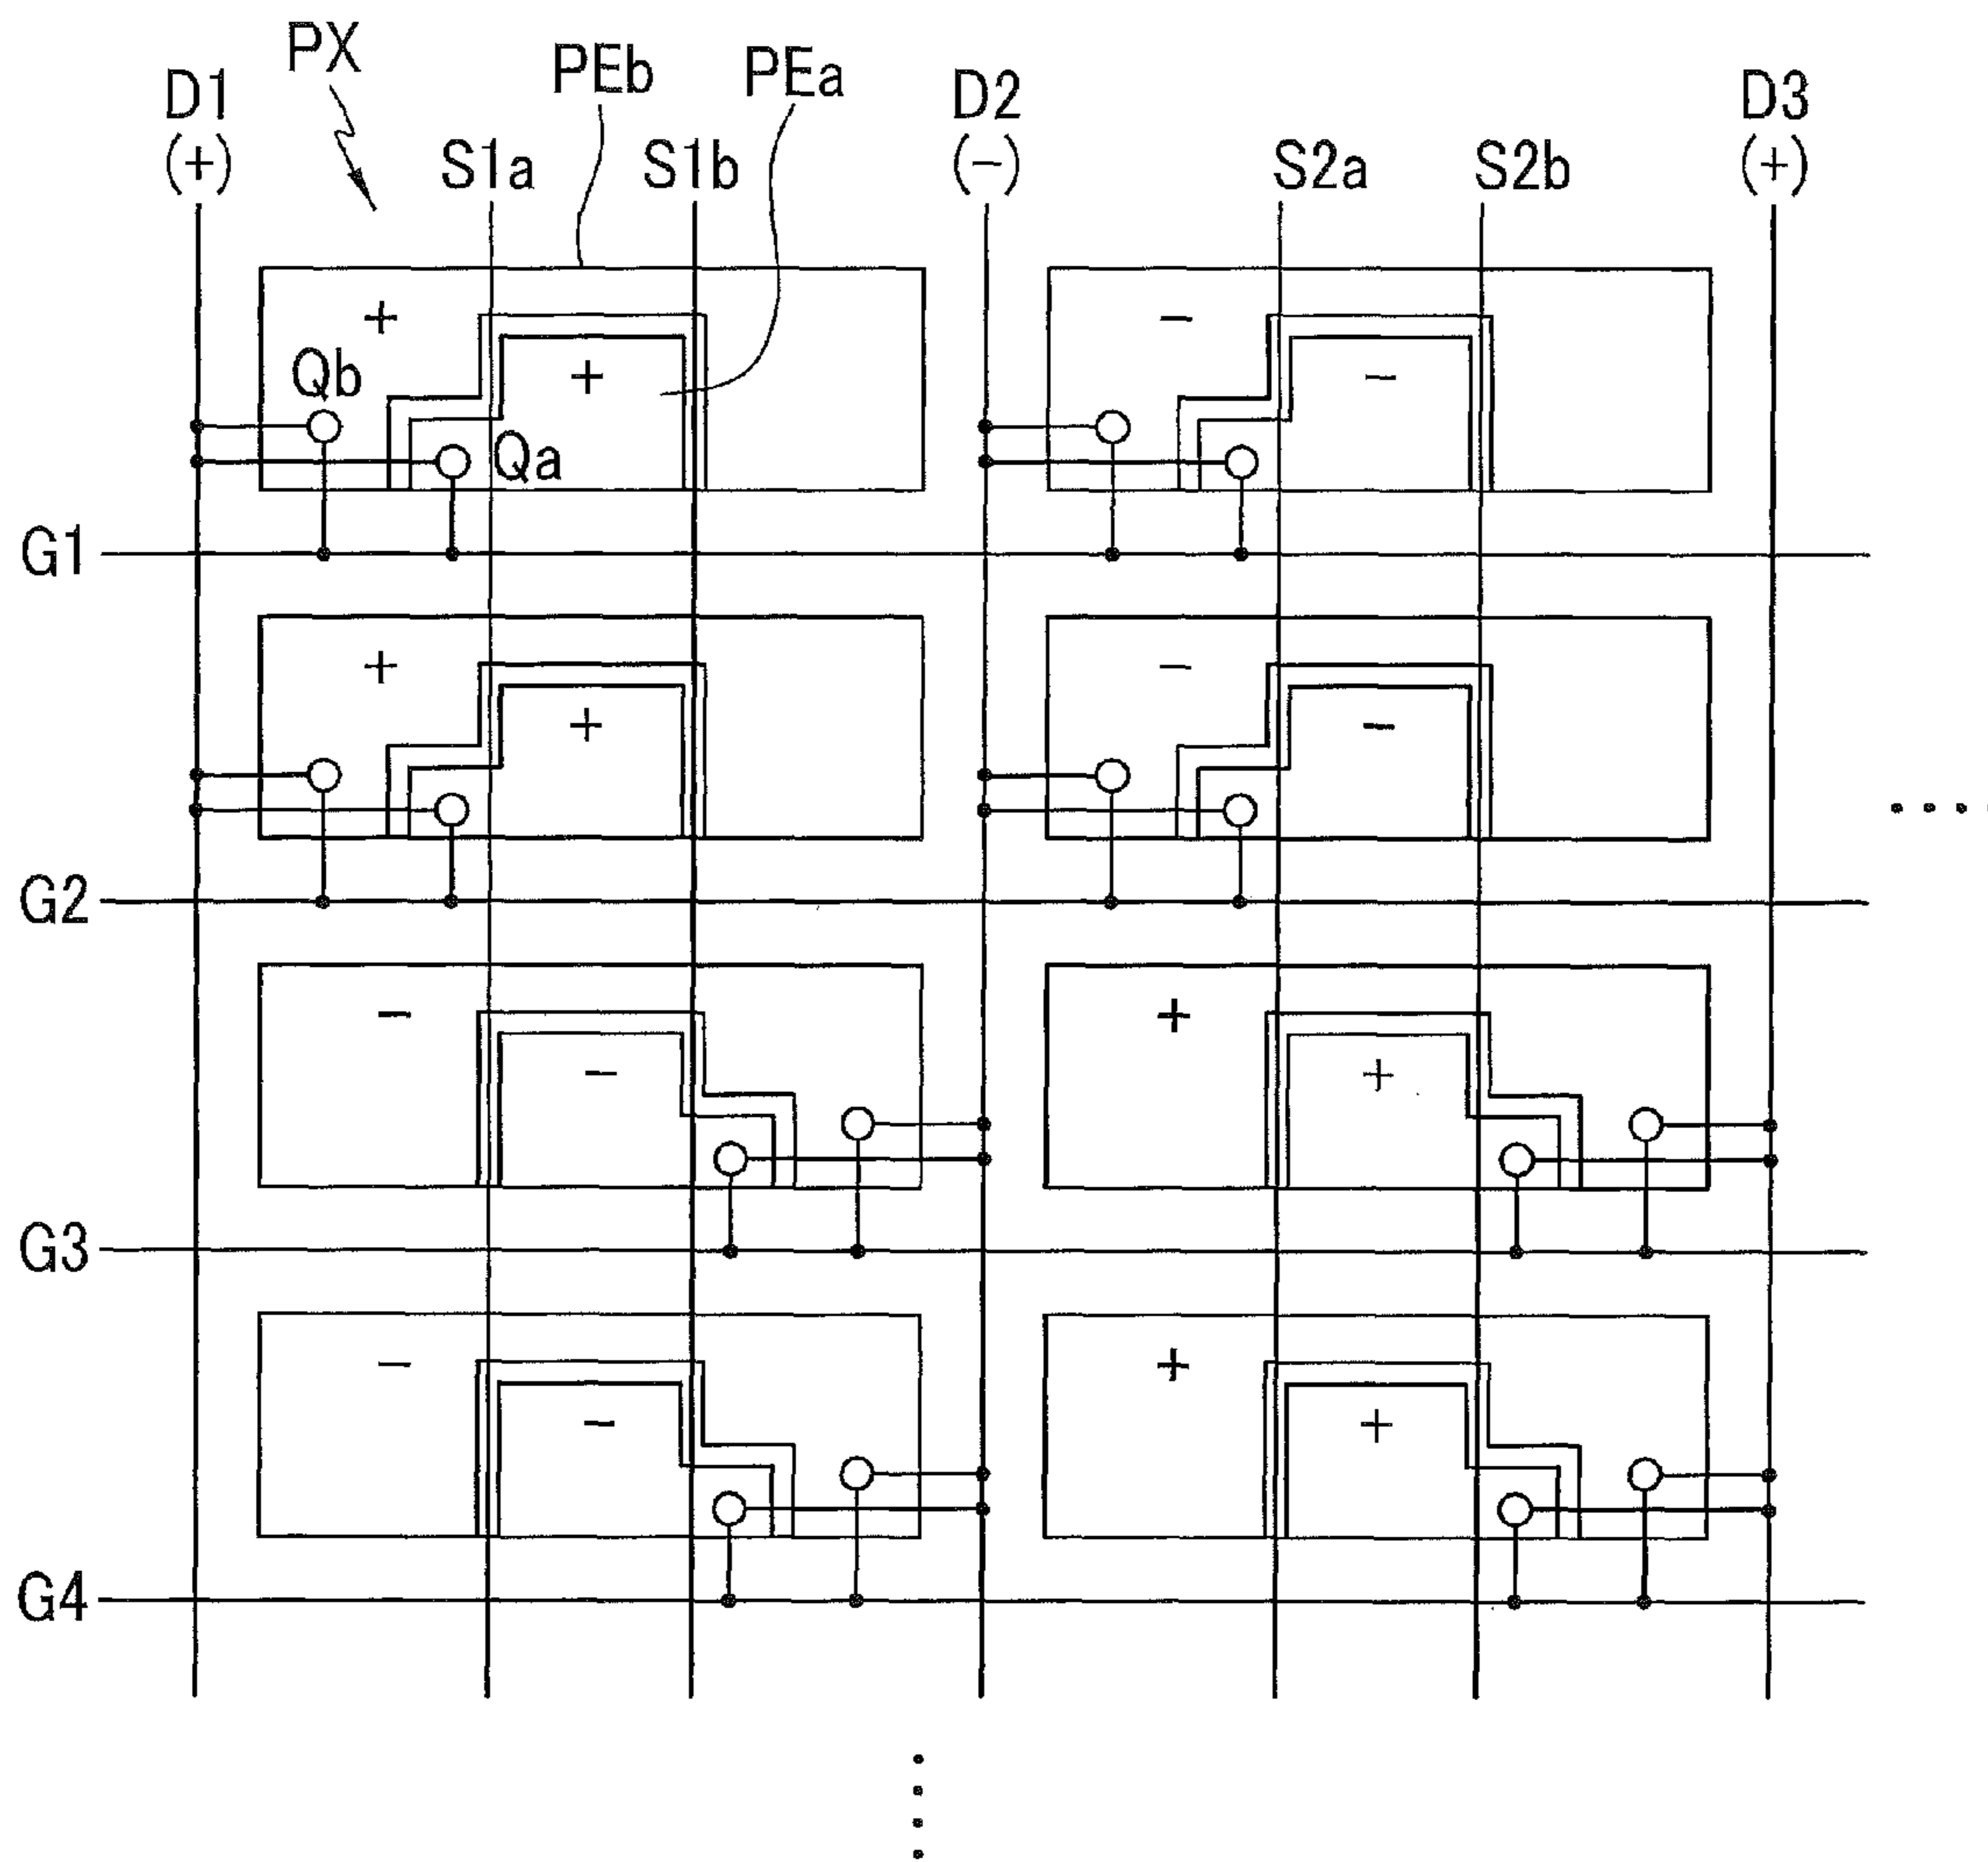 PX
PEb PEa
D1 D2 D3
(+) (-) (+)
S1a S1b S2a S2b
+ -
Qb + -
Qa
G1
+ -
+ -
G2
- +
- +
G3
- +
- +
G4